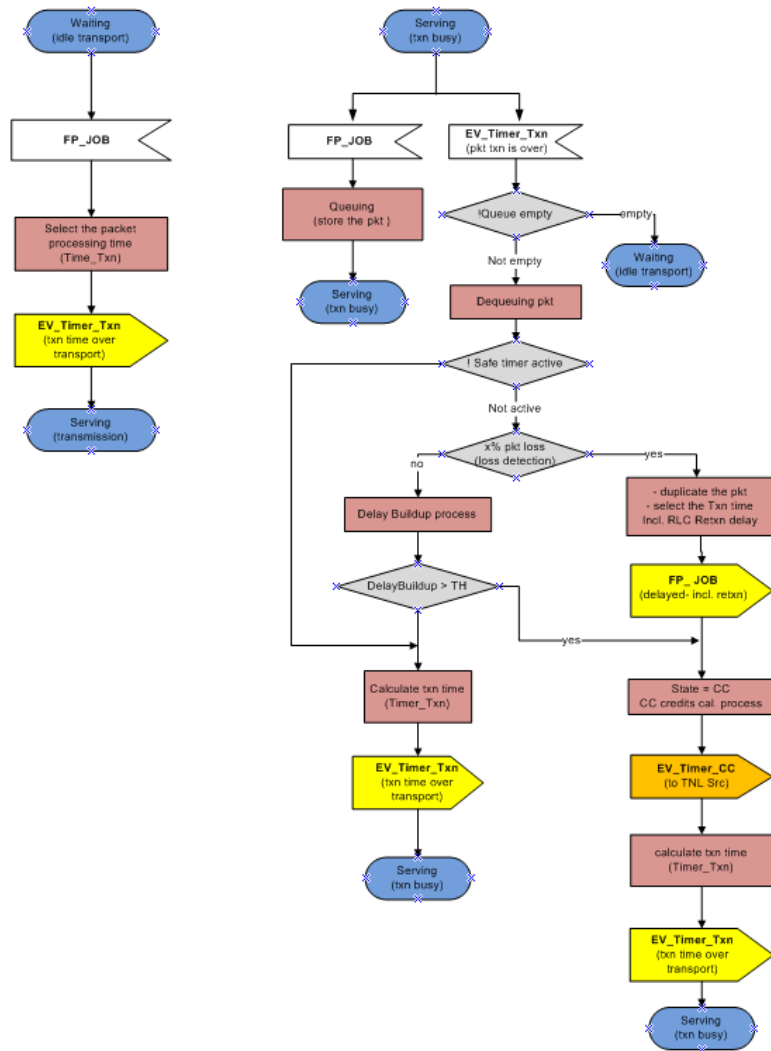 Waiting
(idle transport)
FP_JOB
Select the packet
processing time
(Time_Txn)
EV_Timer_Txn
(txn time over
transport)
Serving
(transmission)
Serving
(txn busy)
FP_JOB
EV_Timer_Txn
(pkt txn is over)
Queuing
(store the pkt )
Serving
(txn busy)
!Queue empty
empty
Waiting
(idle transport)
Not empty
Dequeuing pkt
! Safe timer active
Not active
x% pkt loss
(loss detection)
no
yes
Delay Buildup process
- duplicate the pkt
- select the Txn time
Incl. RLC Retxn delay
DelayBuildup > TH
FP_ JOB
(delayed- incl. retxn)
yes
Calculate txn time
(Timer_Txn)
State = CC
CC credits cal. process
EV_Timer_Txn
(txn time over
transport)
EV_Timer_CC
(to TNL Src)
Serving
(txn busy)
calculate txn time
(Timer_Txn)
EV_Timer_Txn
(txn time over
transport)
Serving
(txn busy)